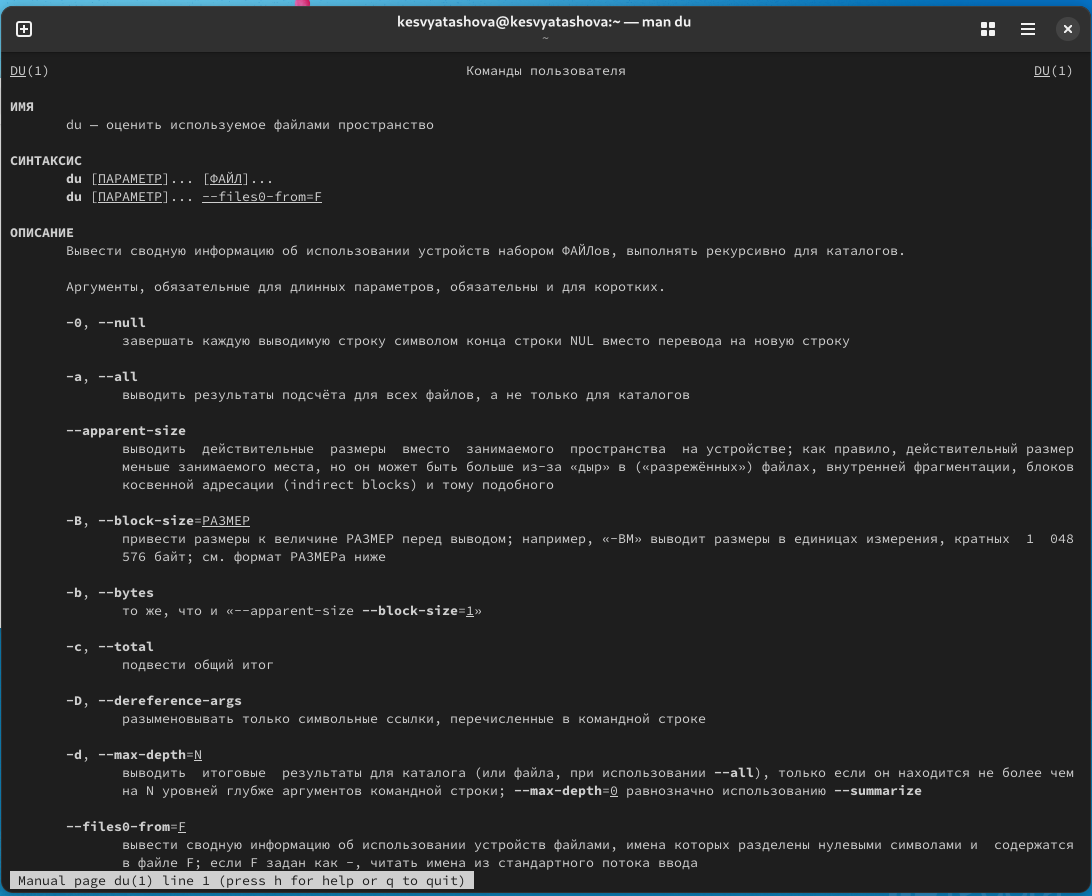 kesvyatashova@kesvyatashova:~ — man du
~
DU(1) Команды пользователя DU(1)
ИМЯ
du — оценить используемое файлами пространство
СИНТАКСИС
du [ПАРАМЕТР]... [ФАЙЛ]...
du [ПАРАМЕТР]... --files0-from=F
ОПИСАНИЕ
Вывести сводную информацию об использовании устройств набором ФАЙЛов, выполнять рекурсивно для каталогов.
Аргументы, обязательные для длинных параметров, обязательны и для коротких.
-0, --null
завершать каждую выводимую строку символом конца строки NUL вместо перевода на новую строку
-a, --all
выводить результаты подсчёта для всех файлов, а не только для каталогов
--apparent-size
выводить действительные размеры вместо занимаемого пространства на устройстве; как правило, действительный размер
меньше занимаемого места, но он может быть больше из-за «дыр» в («разрежённых») файлах, внутренней фрагментации, блоков
косвенной адресации (indirect blocks) и тому подобного
-B, --block-size=РАЗМЕР
привести размеры к величине РАЗМЕР перед выводом; например, «-BM» выводит размеры в единицах измерения, кратных 1 048
576 байт; см. формат РАЗМЕРа ниже
-b, --bytes
то же, что и «--apparent-size --block-size=1»
-c, --total
подвести общий итог
-D, --dereference-args
разыменовывать только символьные ссылки, перечисленные в командной строке
-d, --max-depth=N
выводить итоговые результаты для каталога (или файла, при использовании --all), только если он находится не более чем
на N уровней глубже аргументов командной строки; --max-depth=0 равнозначно использованию --summarize
--files0-from=F
вывести сводную информацию об использовании устройств файлами, имена которых разделены нулевыми символами и содержатся
в файле F; если F задан как -, читать имена из стандартного потока ввода
Manual page du(1) line 1 (press h for help or q to quit)